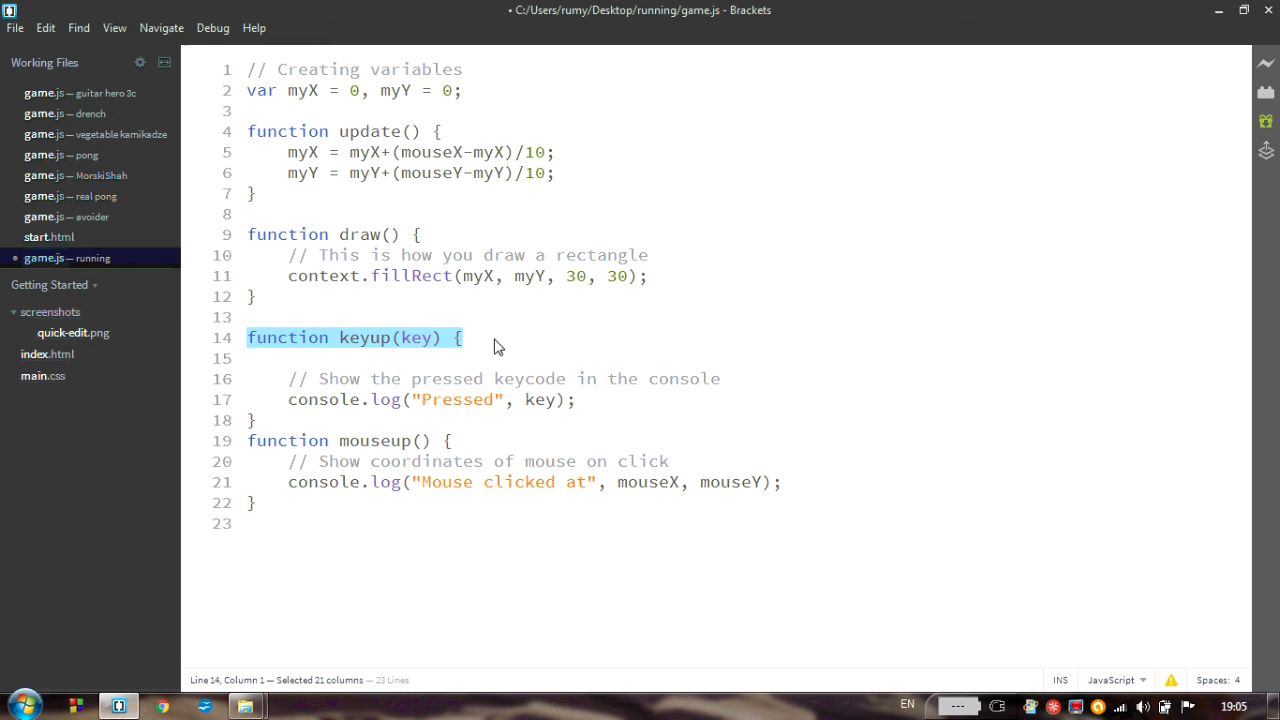 • C:/Users/rumy/Desktop/running/game.js - Brackets
File Edit Find View Navigate Debug Help
Working Files
game.js — guitar hero 3c
game.js — drench
game.js — vegetable kamikadze
game.js — pong
game.js — MorskiShah
game.js — real pong
game.js — avoider
start.html
• game.js — running
Getting Started
screenshots
quick-edit.png
index.html
main.css
1 // Creating variables
2 var myX = 0, myY = 0;
3
4 function update() {
5 myX = myX+(mouseX-myX)/10;
6 myY = myY+(mouseY-myY)/10;
7 }
8
9 function draw() {
10 // This is how you draw a rectangle
11 context.fillRect(myX, myY, 30, 30);
12 }
13
14 function keyup(key) {
15
16 // Show the pressed keycode in the console
17 console.log("Pressed", key);
18 }
19 function mouseup() {
20 // Show coordinates of mouse on click
21 console.log("Mouse clicked at", mouseX, mouseY);
22 }
23
Line 14, Column 1 — Selected 21 columns — 23 Lines
INS JavaScript Spaces: 4
EN --- 19:05